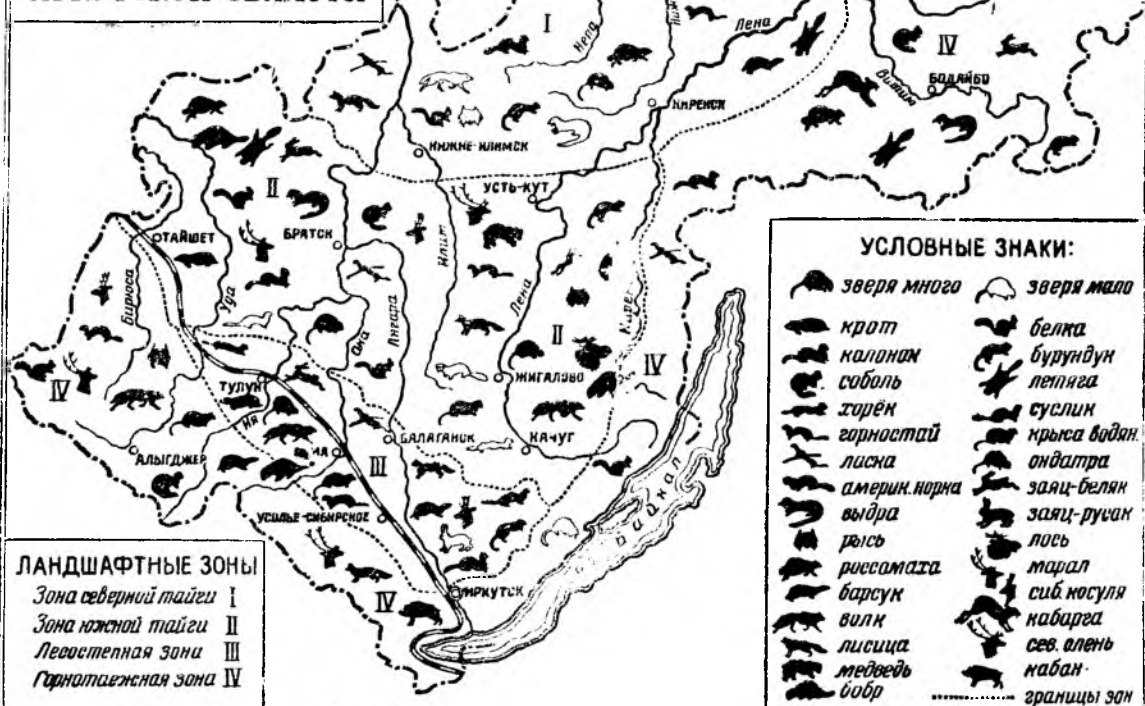 I
Непа
Лена
IV
Витим
БОДАЙБО
КИРЕНСК
НИЖНЕ-ИЛИМСК
УСТЬ-КУТ
II
ТАЙШЕТ
БРАТСК
Бирюса
Уда
Ока
Ангара
Илим
Лена
II
IV
IV
ТУЛУН
Ия
ЖИГАЛОВО
БАЛАГАНСК
КАЧУГ
АЛЫГДЖЕР
III
УСОЛЬЕ-СИБИРСКОЕ
Байкал
IV
ИРКУТСК
УСЛОВНЫЕ ЗНАКИ:
зверя много
зверя мало
крот
колонок
соболь
хорёк
горностай
ласка
америк. норка
выдра
рысь
россомаха
барсук
волк
лисица
медведь
бобр
белка
бурундук
летяга
суслик
крыса водян.
ондатра
заяц-беляк
заяц-русак
лось
марал
сиб. косуля
кабарга
сев. олень
кабан
границы зон
ЛАНДШАФТНЫЕ ЗОНЫ
Зона северной тайги I
Зона южной тайги II
Лесостепная зона III
Горнотаежная зона IV